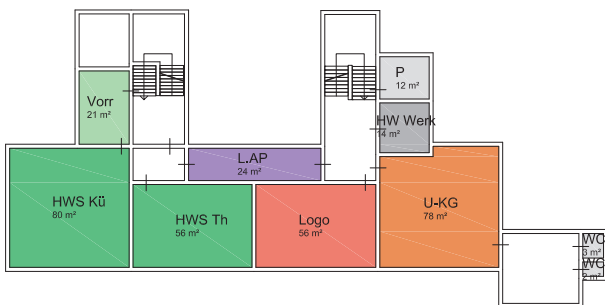 P
12 m²
Vorr
21 m²
HW Werk
14 m²
L.AP
24 m²
HWS Kü
80 m²
HWS Th
56 m²
Logo
56 m²
U-KG
78 m²
WC
3 m²
WC
2 m²